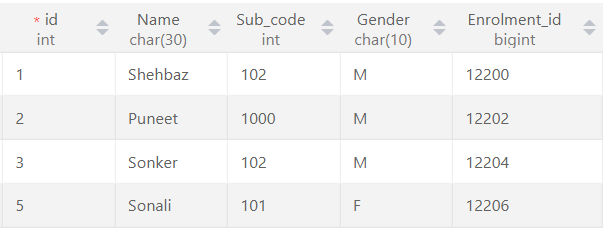 * id Name Sub_code Gender Enrolment_id
int char(30) int char(10) bigint
1 Shehbaz 102 M 12200
2 Puneet 1000 M 12202
3 Sonker 102 M 12204
5 Sonali 101 F 12206